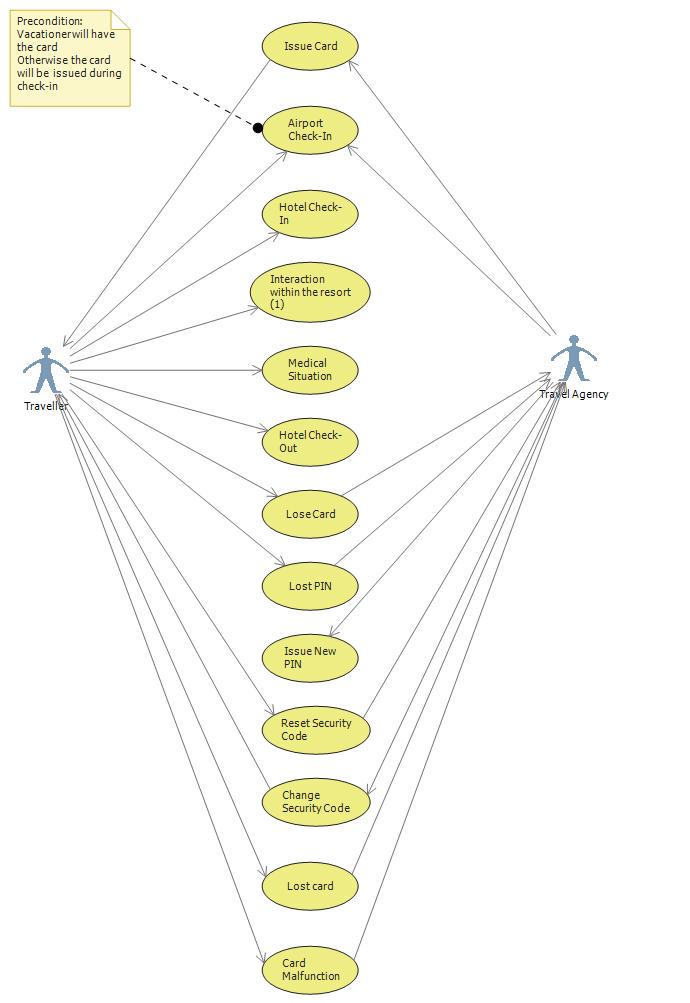 Precondition:
Vacationer will have
the card
Otherwise the card
will be issued during
check-in
Issue Card
Airport
Check-In
Hotel Check-
In
Interaction
within the resort
(1)
Medical
Situation
Traveller
Travel Agency
Hotel Check-
Out
Lose Card
Lost PIN
Issue New
PIN
Reset Security
Code
Change
Security Code
Lost card
Card
Malfunction